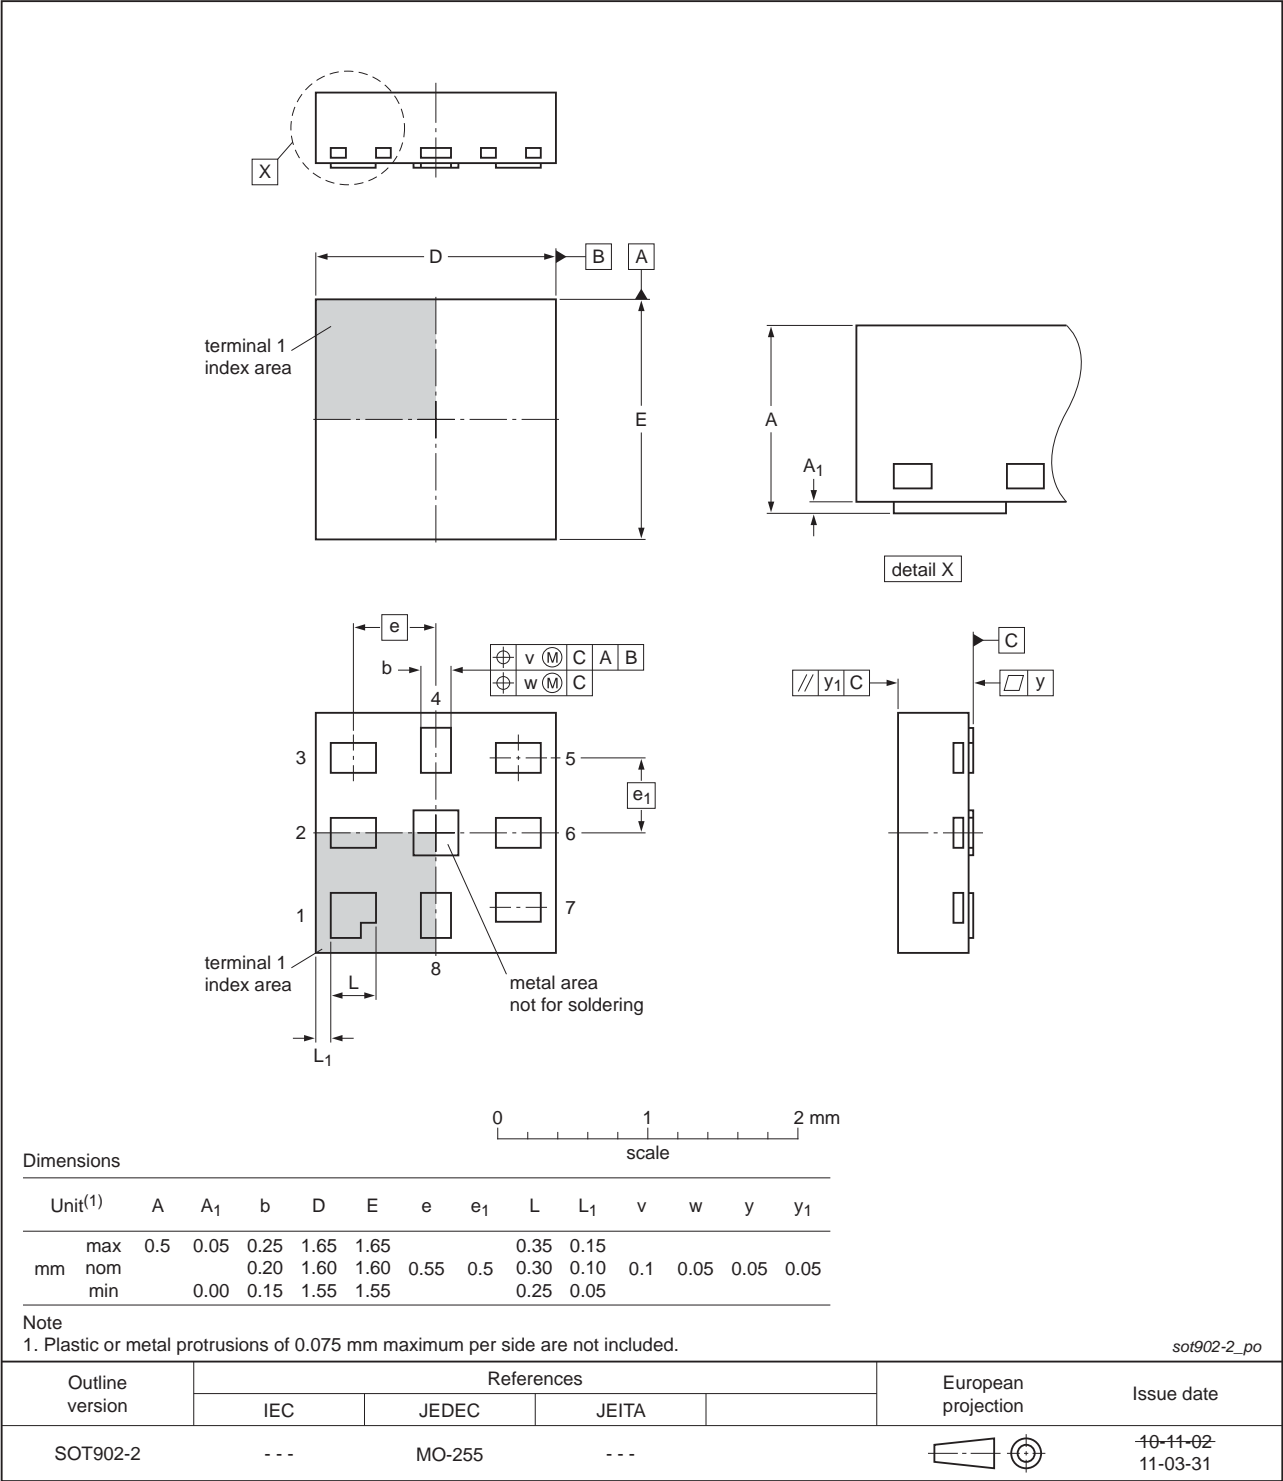 X
D B A
terminal 1
index area
E
A
A1
detail X
e
b
v M C A B
w M C
4
3
5
e1
2
6
1
7
terminal 1
index area
8
L
metal area
not for soldering
L1
C
// y1 C
y
0 1 2 mm
scale
Dimensions
Unit(1) A A1 b D E e e1 L L1 v w y y1
max 0.5 0.05 0.25 1.65 1.65 0.35 0.15
mm nom 0.20 1.60 1.60 0.55 0.5 0.30 0.10 0.1 0.05 0.05 0.05
min 0.00 0.15 1.55 1.55 0.25 0.05
Note
1. Plastic or metal protrusions of 0.075 mm maximum per side are not included.
sot902-2_po
Outline
version
References
IEC JEDEC JEITA
European
projection
Issue date
SOT902-2 - - - MO-255 - - -
10-11-02
11-03-31